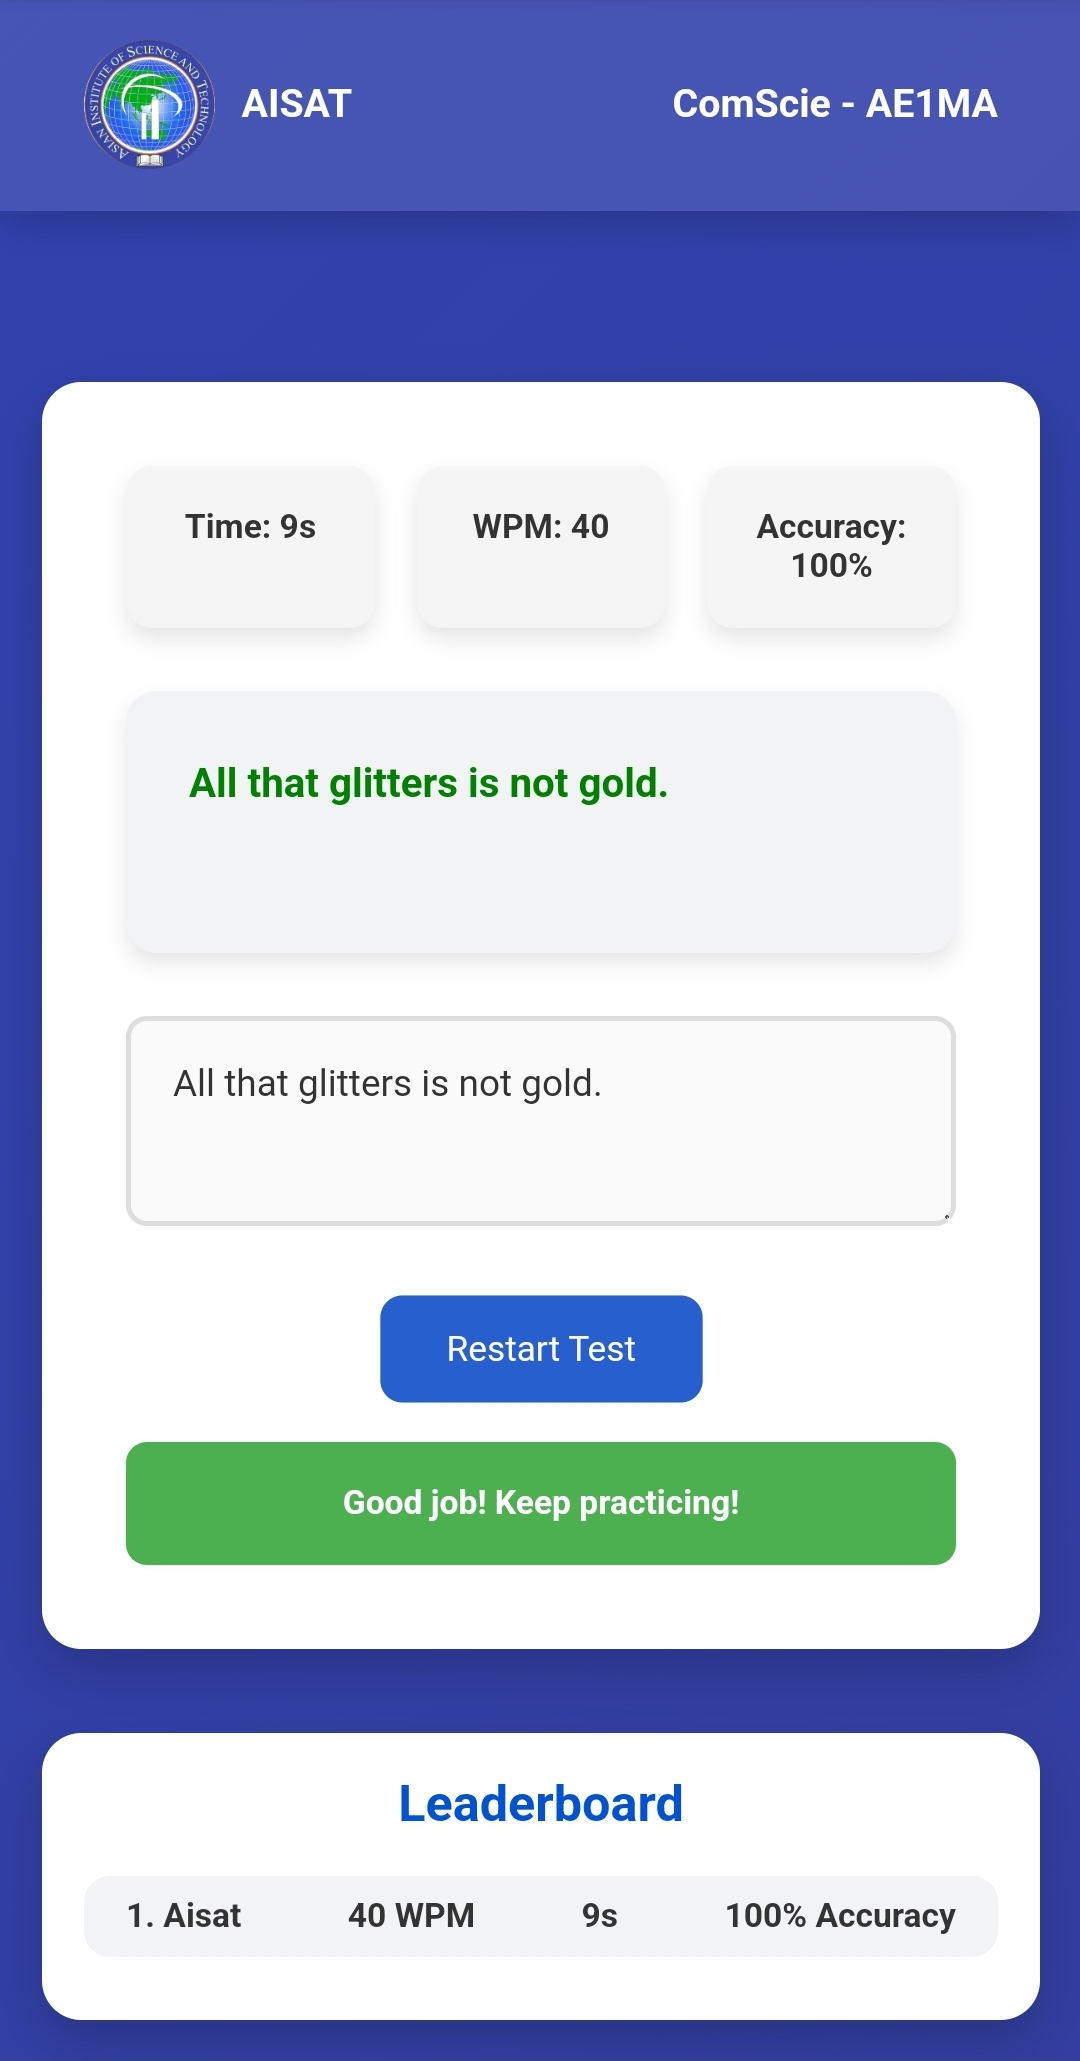 ASIAN INSTITUTE OF SCIENCE AND TECHNOLOGY
AISAT
ComScie - AE1MA
Time: 9s
WPM: 40
Accuracy:
100%
All that glitters is not gold.
All that glitters is not gold.
Restart Test
Good job! Keep practicing!
Leaderboard
1. Aisat 40 WPM 9s 100% Accuracy